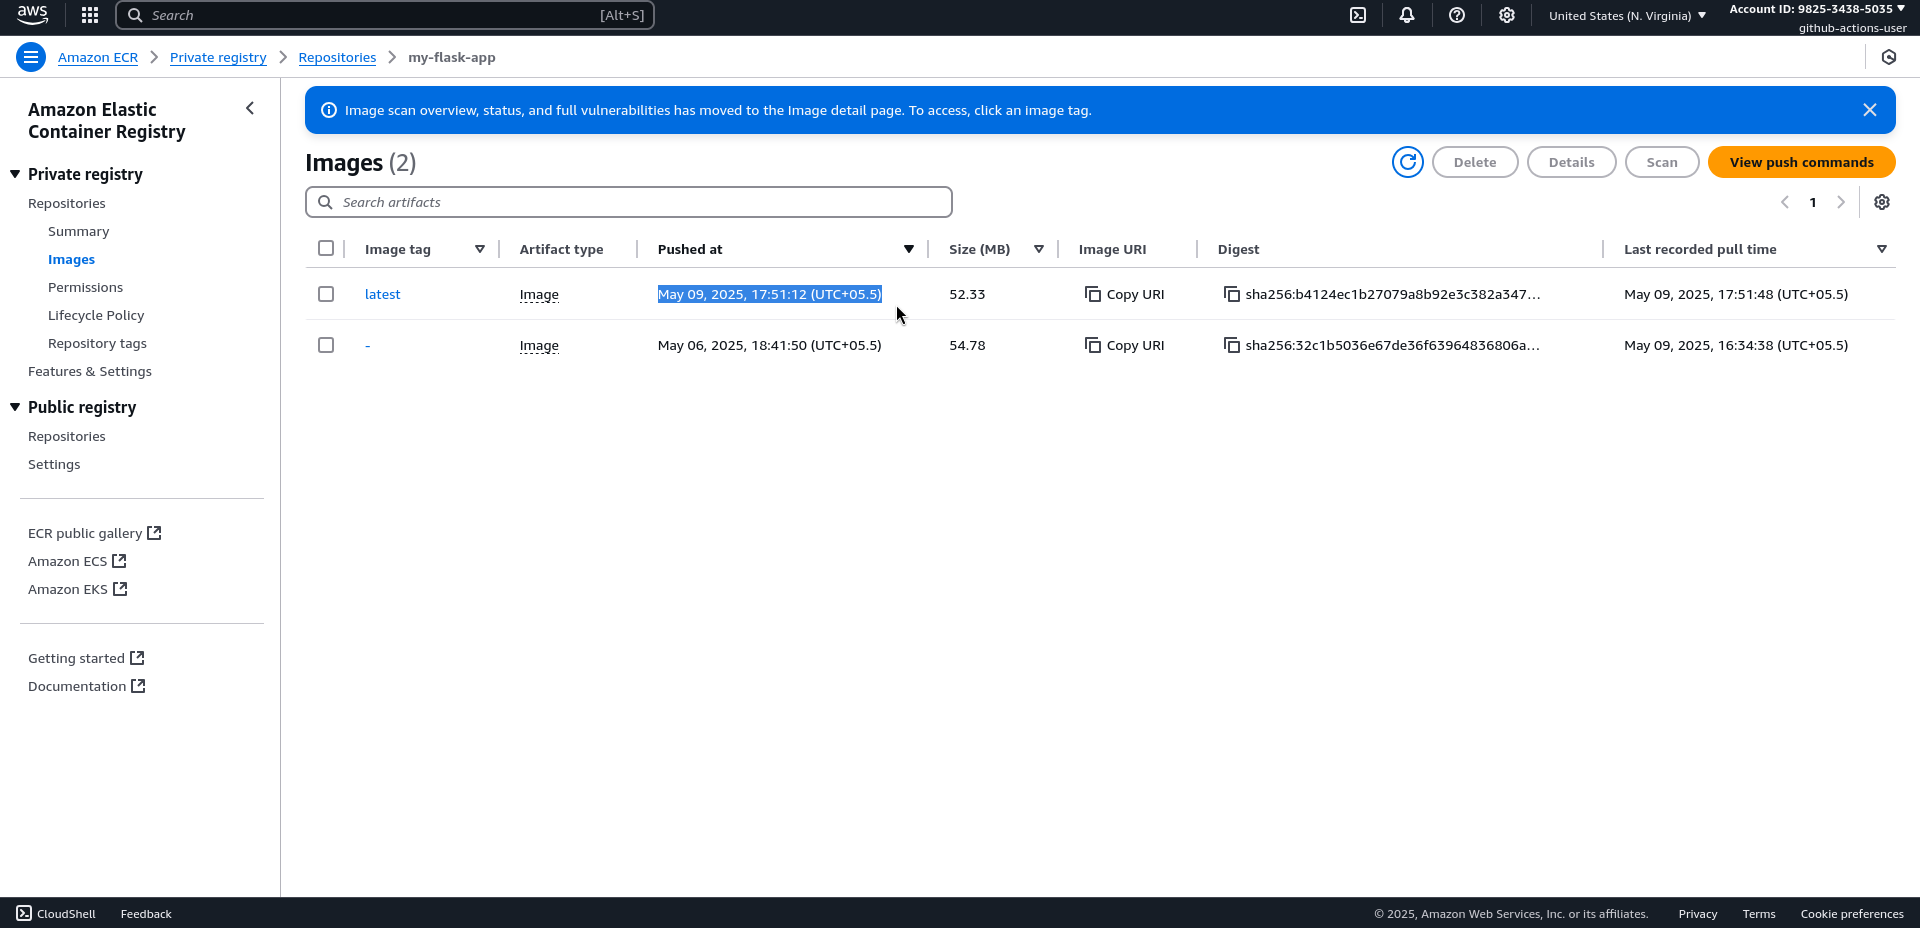 aws
Search [Alt+S]
United States (N. Virginia)
Account ID: 9825-3438-5035
github-actions-user
Amazon ECR
Private registry
Repositories
my-flask-app
Amazon Elastic
Container Registry
Private registry
Repositories
Summary
Images
Permissions
Lifecycle Policy
Repository tags
Features & Settings
Public registry
Repositories
Settings
ECR public gallery
Amazon ECS
Amazon EKS
Getting started
Documentation
Image scan overview, status, and full vulnerabilities has moved to the Image detail page. To access, click an image tag.
Images (2)
Delete
Details
Scan
View push commands
Search artifacts
1
Image tag Artifact type Pushed at Size (MB) Image URI Digest Last recorded pull time
latest Image May 09, 2025, 17:51:12 (UTC+05.5) 52.33 Copy URI sha256:b4124ec1b27079a8b92e3c382a347... May 09, 2025, 17:51:48 (UTC+05.5)
- Image May 06, 2025, 18:41:50 (UTC+05.5) 54.78 Copy URI sha256:32c1b5036e67de36f63964836806a... May 09, 2025, 16:34:38 (UTC+05.5)
CloudShell
Feedback
© 2025, Amazon Web Services, Inc. or its affiliates.
Privacy
Terms
Cookie preferences